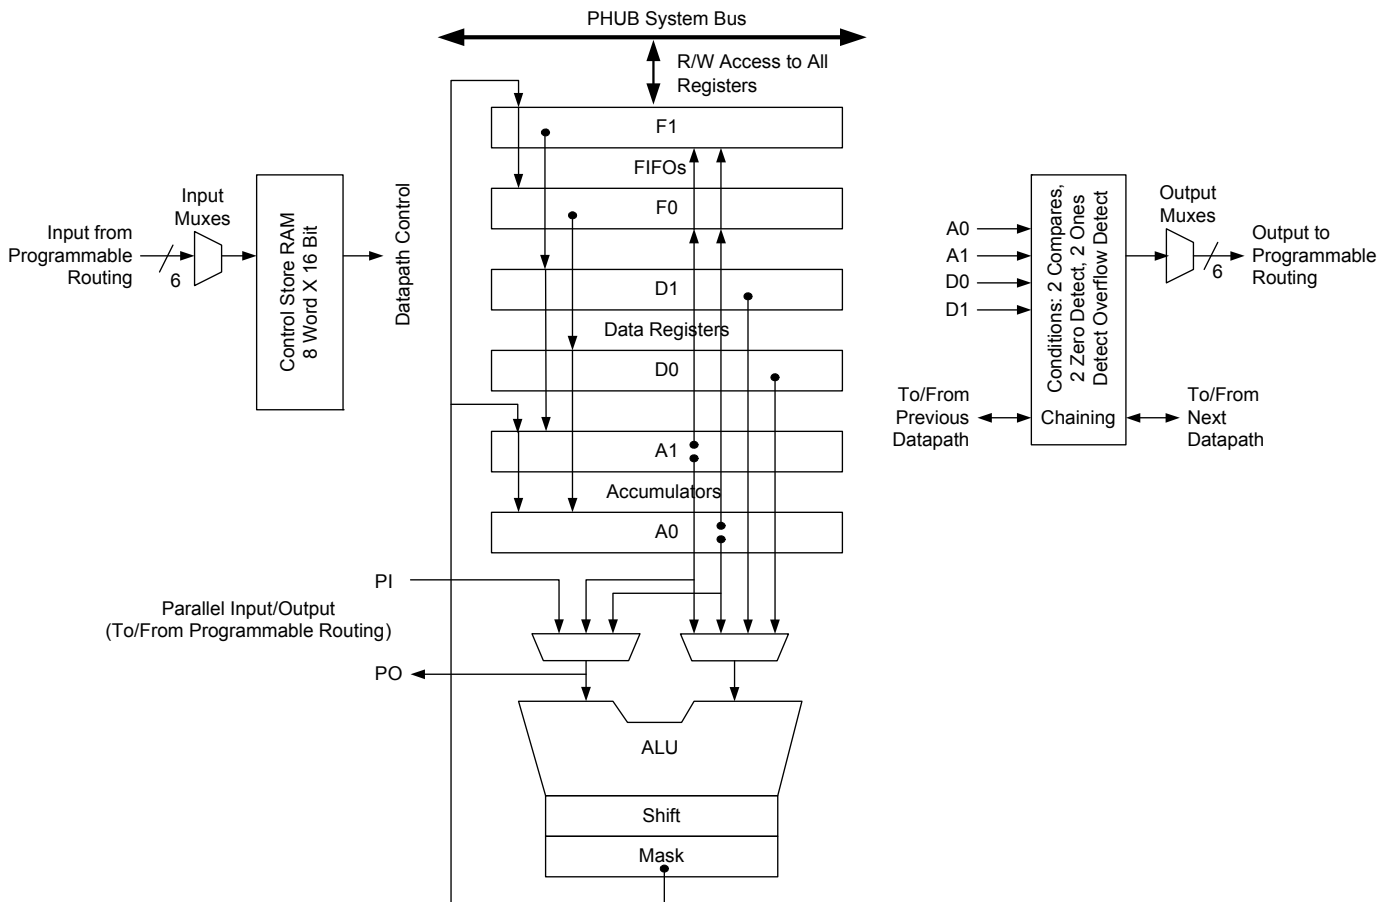 PHUB System Bus
R/W Access to All
Registers
F1
FIFOs
F0
D1
Data Registers
D0
A1
Accumulators
A0
Input from
Programmable
Routing
6
Input
Muxes
Control Store RAM
8 Word X 16 Bit
Datapath Control
PI
Parallel Input/Output
(To/From Programmable Routing)
PO
ALU
Shift
Mask
A0
A1
D0
D1
Conditions: 2 Compares,
2 Zero Detect, 2 Ones
Detect Overflow Detect
Output
Muxes
6
Output to
Programmable
Routing
To/From
Previous
Datapath
Chaining
To/From
Next
Datapath